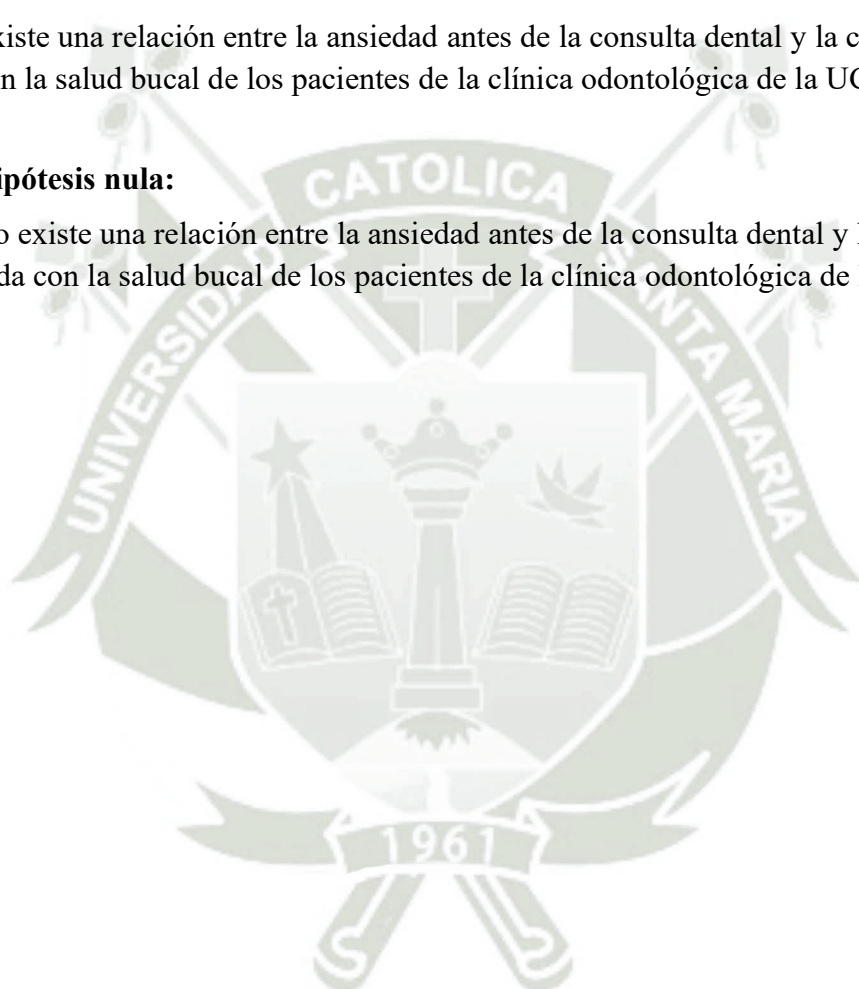 iste una relación entre la ansiedad antes de la consulta dental y la c
n la salud bucal de los pacientes de la clínica odontológica de la UC
ipótesis nula:
o existe una relación entre la ansiedad antes de la consulta dental y l
da con la salud bucal de los pacientes de la clínica odontológica de l
UNIVERSIDAD CATOLICA SANTA MARIA
1961